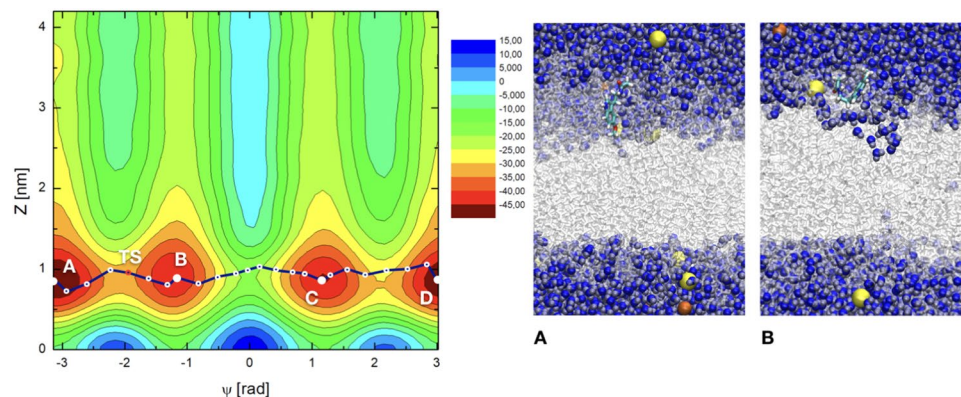 4
3
2
1
0
Z [nm]
-3
-2
-1
0
1
2
3
ψ [rad]
A
TS
B
C
D
15,00
10,00
5,000
0,000
-5,000
-10,00
-15,00
-20,00
-25,00
-30,00
-35,00
-40,00
-45,00
A
B